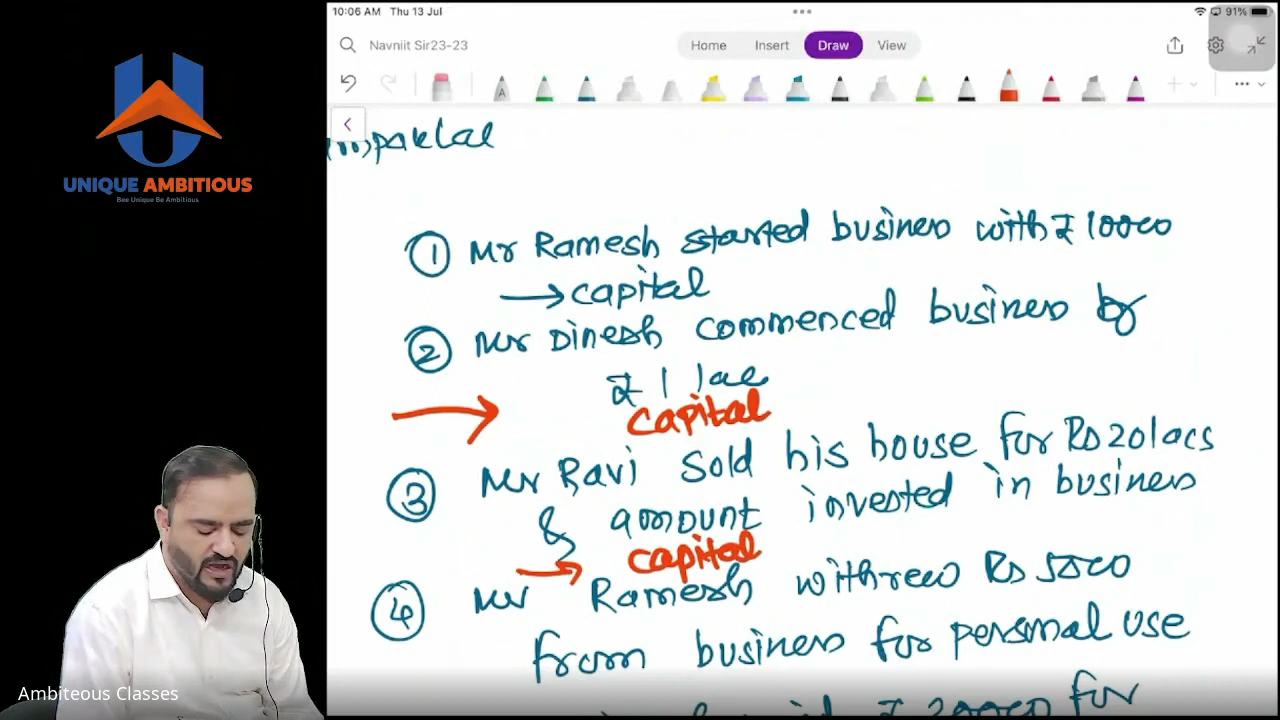 10:06 AM Thu 13 Jul
91%
Navniit Sir23-23
Home Insert Draw View
UNIQUE AMBITIOUS
Bee Unique Be Ambitious
① Mr Ramesh started business with ₹ 10000
→ capital
② Mr Dinesh commenced business by
₹ 1 lac
capital
③ Mr Ravi sold his house for Rs 20 lacs
& amount invested in business
capital
④ Mr Ramesh withrew Rs 5000
from business for personal use
₹ 20000 for
Ambiteous Classes